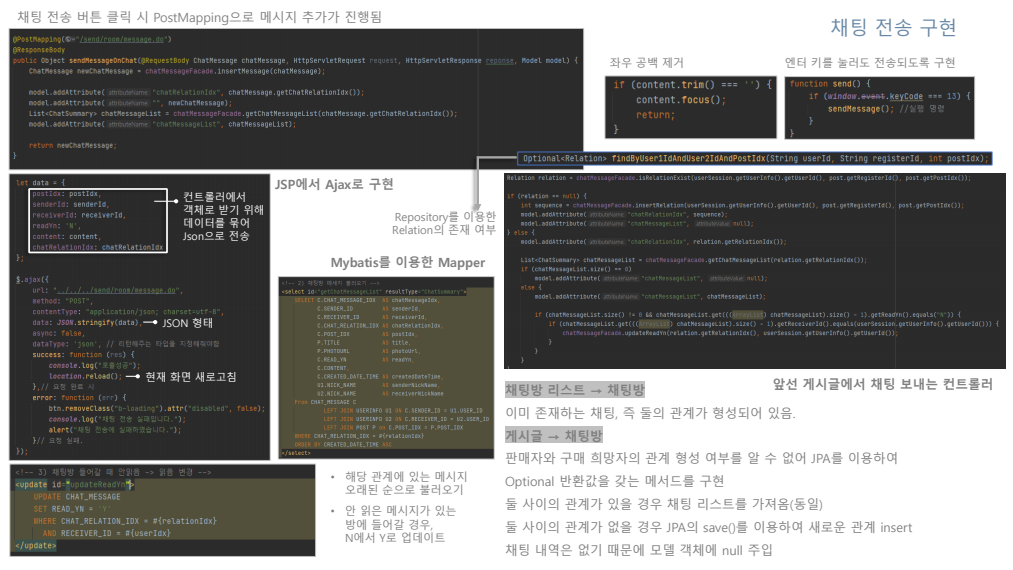 채팅 전송 버튼 클릭 시 PostMapping으로 메시지 추가가 진행됨
채팅 전송 구현
@PostMapping("/send/room/message.do")
@ResponseBody
public Object sendMessageOnChat(@RequestBody ChatMessage chatMessage, HttpServletRequest request, HttpServletResponse reponse, Model model) {
ChatMessage newChatMessage = chatMessageFacade.insertMessage(chatMessage);
model.addAttribute( attributeName: "chatRelationIdx", chatMessage.getChatRelationIdx());
model.addAttribute( attributeName: "", newChatMessage);
List<ChatSummary> chatMessageList = chatMessageFacade.getChatMessageList(chatMessage.getChatRelationIdx());
model.addAttribute( attributeName: "chatMessageList", chatMessageList);
return newChatMessage;
}
좌우 공백 제거
if (content.trim() === '') {
content.focus();
return;
}
엔터 키를 눌러도 전송되도록 구현
function send() {
if (window.event.keyCode === 13) {
sendMessage(); //실행 명령
}
}
Optional<Relation> findByUser1IdAndUser2IdAndPostIdx(String userId, String registerId, int postIdx);
let data = {
postIdx: postIdx,
senderId: senderId,
receiverId: receiverId,
readYn: 'N',
content: content,
chatRelationIdx: chatRelationIdx
};
컨트롤러에서
객체로 받기 위해
데이터를 묶어
Json으로 전송
$.ajax({
url: "../../../send/room/message.do",
method: "POST",
contentType: "application/json; charset=utf-8",
data: JSON.stringify(data),
JSON 형태
async: false,
dataType: 'json', // 리턴해주는 타입을 지정해줘야함
success: function (res) {
console.log("호출성공");
location.reload();
현재 화면 새로고침
},// 요청 완료 시
error: function (err) {
btn.removeClass("b-loading").attr("disabled", false);
console.log("채팅 전송 실패입니다.");
alert("채팅 전송에 실패하였습니다.");
}// 요청 실패.
});
JSP에서 Ajax로 구현
Repository를 이용한
Relation의 존재 여부
Mybatis를 이용한 Mapper
<!-- 2) 채팅방 메세지 불러오기 -->
<select id="getChatMessageList" resultType="ChatSummary">
SELECT C.CHAT_MESSAGE_IDX AS chatMessageIdx,
C.SENDER_ID AS senderId,
C.RECEIVER_ID AS receiverId,
C.CHAT_RELATION_IDX AS chatRelationIdx,
C.POST_IDX AS postIdx,
P.TITLE AS title,
P.PHOTOURL AS photoUrl,
C.READ_YN AS readYn,
C.CONTENT,
C.CREATED_DATE_TIME AS createdDateTime,
U1.NICK_NAME AS senderNickName,
U2.NICK_NAME AS receiverNickName
from CHAT_MESSAGE C
LEFT JOIN USERINFO U1 ON C.SENDER_ID = U1.USER_ID
LEFT JOIN USERINFO U2 ON C.RECEIVER_ID = U2.USER_ID
LEFT JOIN POST P on C.POST_IDX = P.POST_IDX
WHERE CHAT_RELATION_IDX = #{relationIdx}
ORDER BY CREATED_DATE_TIME ASC
</select>
Relation relation = chatMessageFacade.isRelationExist(userSession.getUserInfo().getUserId(), post.getRegisterId(), post.getPostIdx());
if (relation == null) {
int sequence = chatMessageFacade.insertRelation(userSession.getUserInfo().getUserId(), post.getRegisterId(), post.getPostIdx());
model.addAttribute( attributeName: "chatRelationIdx", sequence);
model.addAttribute( attributeName: "chatMessageList", attributeValue: null);
} else {
model.addAttribute( attributeName: "chatRelationIdx", relation.getRelationIdx());
List<ChatSummary> chatMessageList = chatMessageFacade.getChatMessageList(relation.getRelationIdx());
if (chatMessageList.size() == 0)
model.addAttribute( attributeName: "chatMessageList", attributeValue: null);
else {
model.addAttribute( attributeName: "chatMessageList", chatMessageList);
if (chatMessageList.size() != 0 && chatMessageList.get(((ArrayList) chatMessageList).size() - 1).getReadYn().equals("N")) {
if (chatMessageList.get(((ArrayList) chatMessageList).size() - 1).getReceiverId().equals(userSession.getUserInfo().getUserId())) {
chatMessageFacade.updateReadYn(relation.getRelationIdx(), userSession.getUserInfo().getUserId());
}
}
}
}
앞선 게시글에서 채팅 보내는 컨트롤러
<!-- 3) 채팅방 들어갈 때 안읽음 -> 읽음 변경 -->
<update id="updateReadYn">
UPDATE CHAT_MESSAGE
SET READ_YN = 'Y'
WHERE CHAT_RELATION_IDX = #{relationIdx}
AND RECEIVER_ID = #{userIdx}
</update>
• 해당 관계에 있는 메시지
오래된 순으로 불러오기
• 안 읽은 메시지가 있는
방에 들어갈 경우,
N에서 Y로 업데이트
채팅방 리스트 → 채팅방
이미 존재하는 채팅, 즉 둘의 관계가 형성되어 있음.
게시글 → 채팅방
판매자와 구매 희망자의 관계 형성 여부를 알 수 없어 JPA를 이용하여
Optional 반환값을 갖는 메서드를 구현
둘 사이의 관계가 있을 경우 채팅 리스트를 가져옴(동일)
둘 사이의 관계가 없을 경우 JPA의 save()를 이용하여 새로운 관계 insert
채팅 내역은 없기 때문에 모델 객체에 null 주입